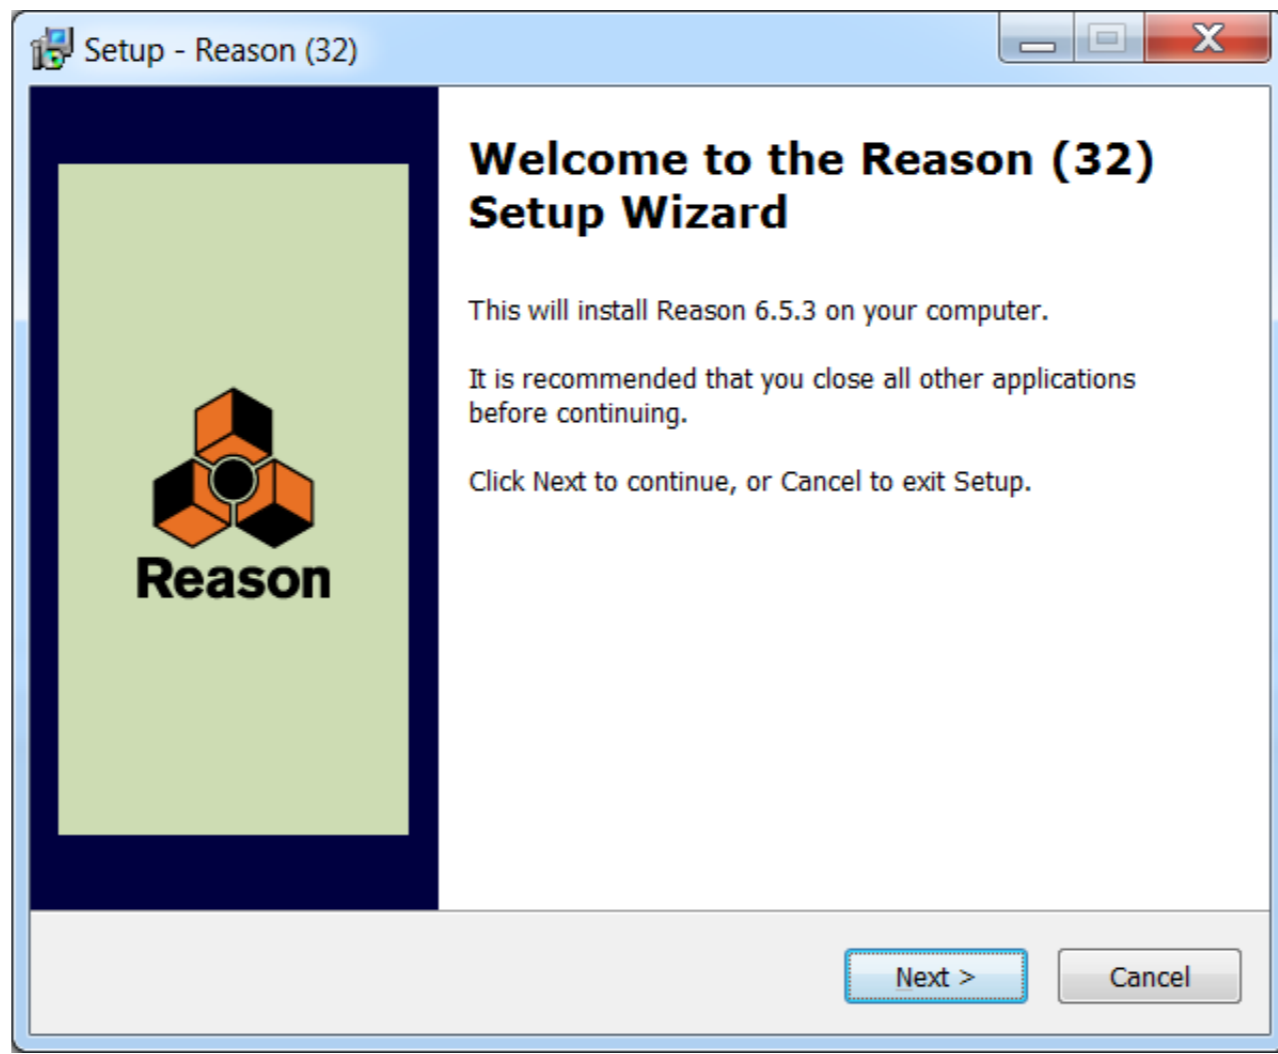 Setup - Reason (32)
Welcome to the Reason (32)
Setup Wizard
This will install Reason 6.5.3 on your computer.
It is recommended that you close all other applications
before continuing.
Click Next to continue, or Cancel to exit Setup.
Reason
Next >
Cancel